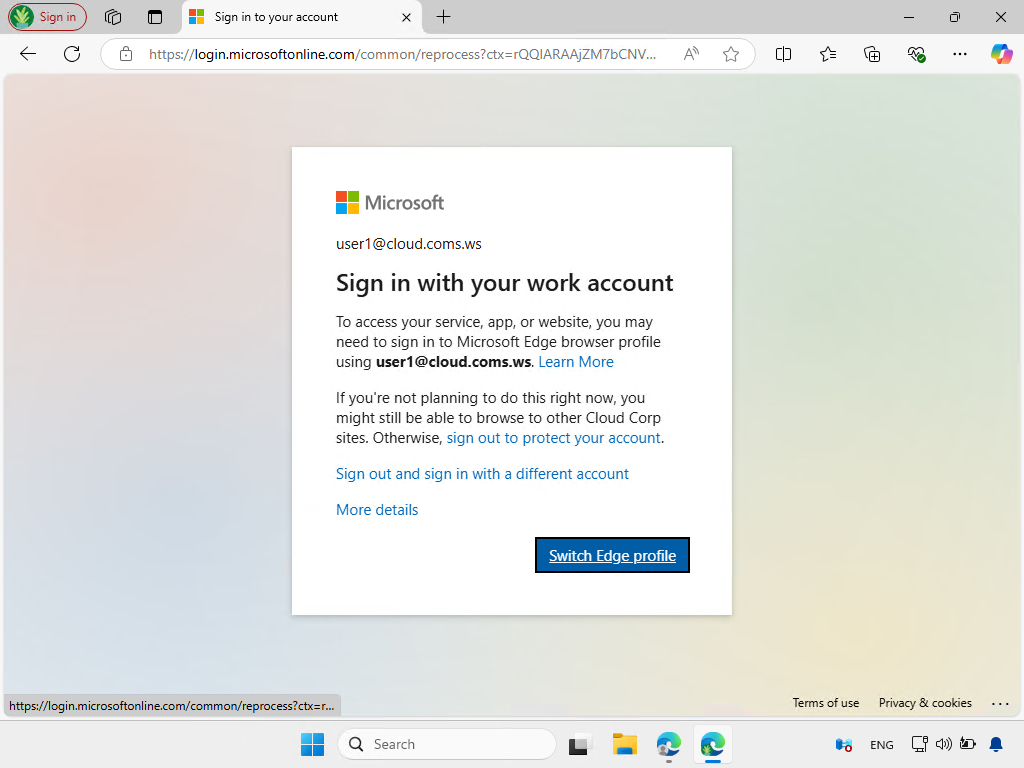 Sign in
Sign in to your account
https://login.microsoftonline.com/common/reprocess?ctx=rQQIARAAjZM7bCNV...
Microsoft
user1@cloud.coms.ws
Sign in with your work account
To access your service, app, or website, you may
need to sign in to Microsoft Edge browser profile
using user1@cloud.coms.ws. Learn More
If you're not planning to do this right now, you
might still be able to browse to other Cloud Corp
sites. Otherwise, sign out to protect your account.
Sign out and sign in with a different account
More details
Switch Edge profile
https://login.microsoftonline.com/common/reprocess?ctx=r...
Terms of use
Privacy & cookies
Search
ENG